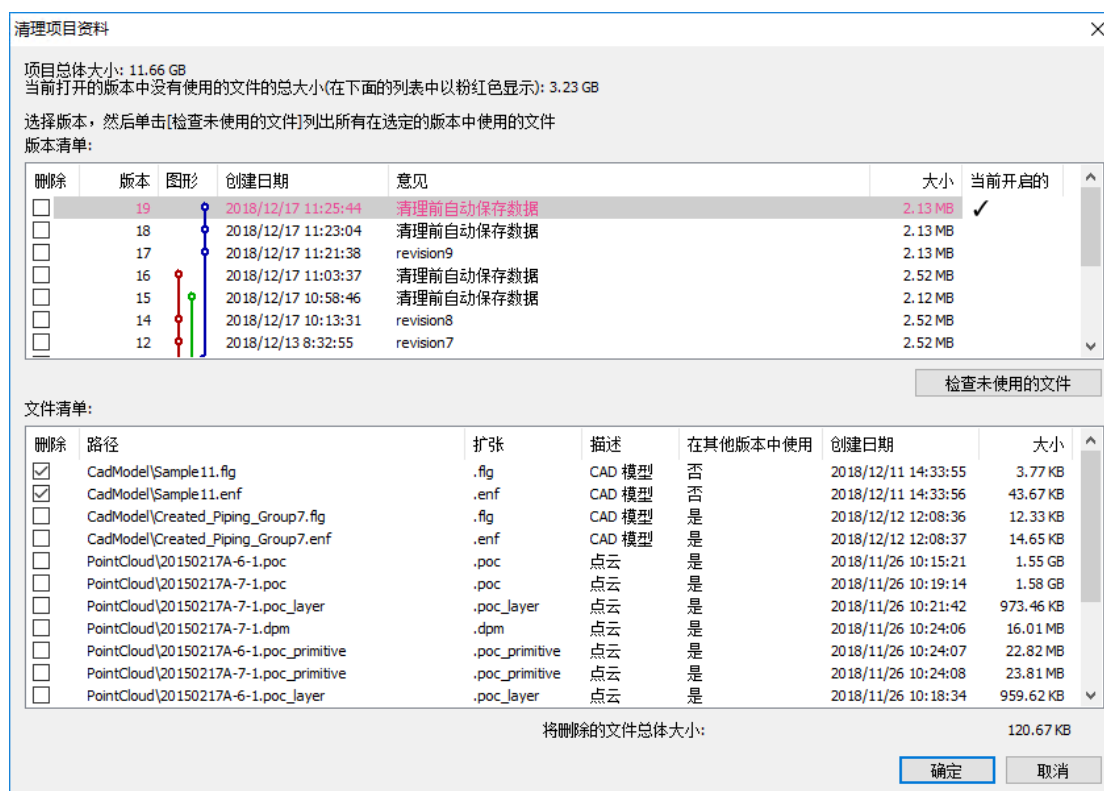 清理项目资料
项目总体大小: 11.66 GB
当前打开的版本中没有使用的文件的总大小(在下面的列表中以粉红色显示): 3.23 GB
选择版本，然后单击[检查未使用的文件]列出所有在选定的版本中使用的文件
版本清单:
删除 版本 图形 创建日期 意见 大小 当前开启的
19 2018/12/17 11:25:44 清理前自动保存数据 2.13 MB ✓
18 2018/12/17 11:23:04 清理前自动保存数据 2.13 MB
17 2018/12/17 11:21:38 revision9 2.13 MB
16 2018/12/17 11:03:37 清理前自动保存数据 2.52 MB
15 2018/12/17 10:58:46 清理前自动保存数据 2.12 MB
14 2018/12/17 10:13:31 revision8 2.52 MB
12 2018/12/13 8:32:55 revision7 2.52 MB
检查未使用的文件
文件清单:
删除 路径 扩张 描述 在其他版本中使用 创建日期 大小
CadModel\Sample11.flg .flg CAD 模型 否 2018/12/11 14:33:55 3.77 KB
CadModel\Sample11.enf .enf CAD 模型 否 2018/12/11 14:33:56 43.67 KB
CadModel\Created_Piping_Group7.flg .flg CAD 模型 是 2018/12/12 12:08:36 12.33 KB
CadModel\Created_Piping_Group7.enf .enf CAD 模型 是 2018/12/12 12:08:37 14.65 KB
PointCloud\20150217A-6-1.poc .poc 点云 是 2018/11/26 10:15:21 1.55 GB
PointCloud\20150217A-7-1.poc .poc 点云 是 2018/11/26 10:19:14 1.58 GB
PointCloud\20150217A-7-1.poc_layer .poc_layer 点云 是 2018/11/26 10:21:42 973.46 KB
PointCloud\20150217A-7-1.dpm .dpm 点云 是 2018/11/26 10:24:06 16.01 MB
PointCloud\20150217A-6-1.poc_primitive .poc_primitive 点云 是 2018/11/26 10:24:07 22.82 MB
PointCloud\20150217A-7-1.poc_primitive .poc_primitive 点云 是 2018/11/26 10:24:08 23.81 MB
PointCloud\20150217A-6-1.poc_layer .poc_layer 点云 是 2018/11/26 10:18:34 959.62 KB
将删除的文件总体大小: 120.67 KB
确定 取消